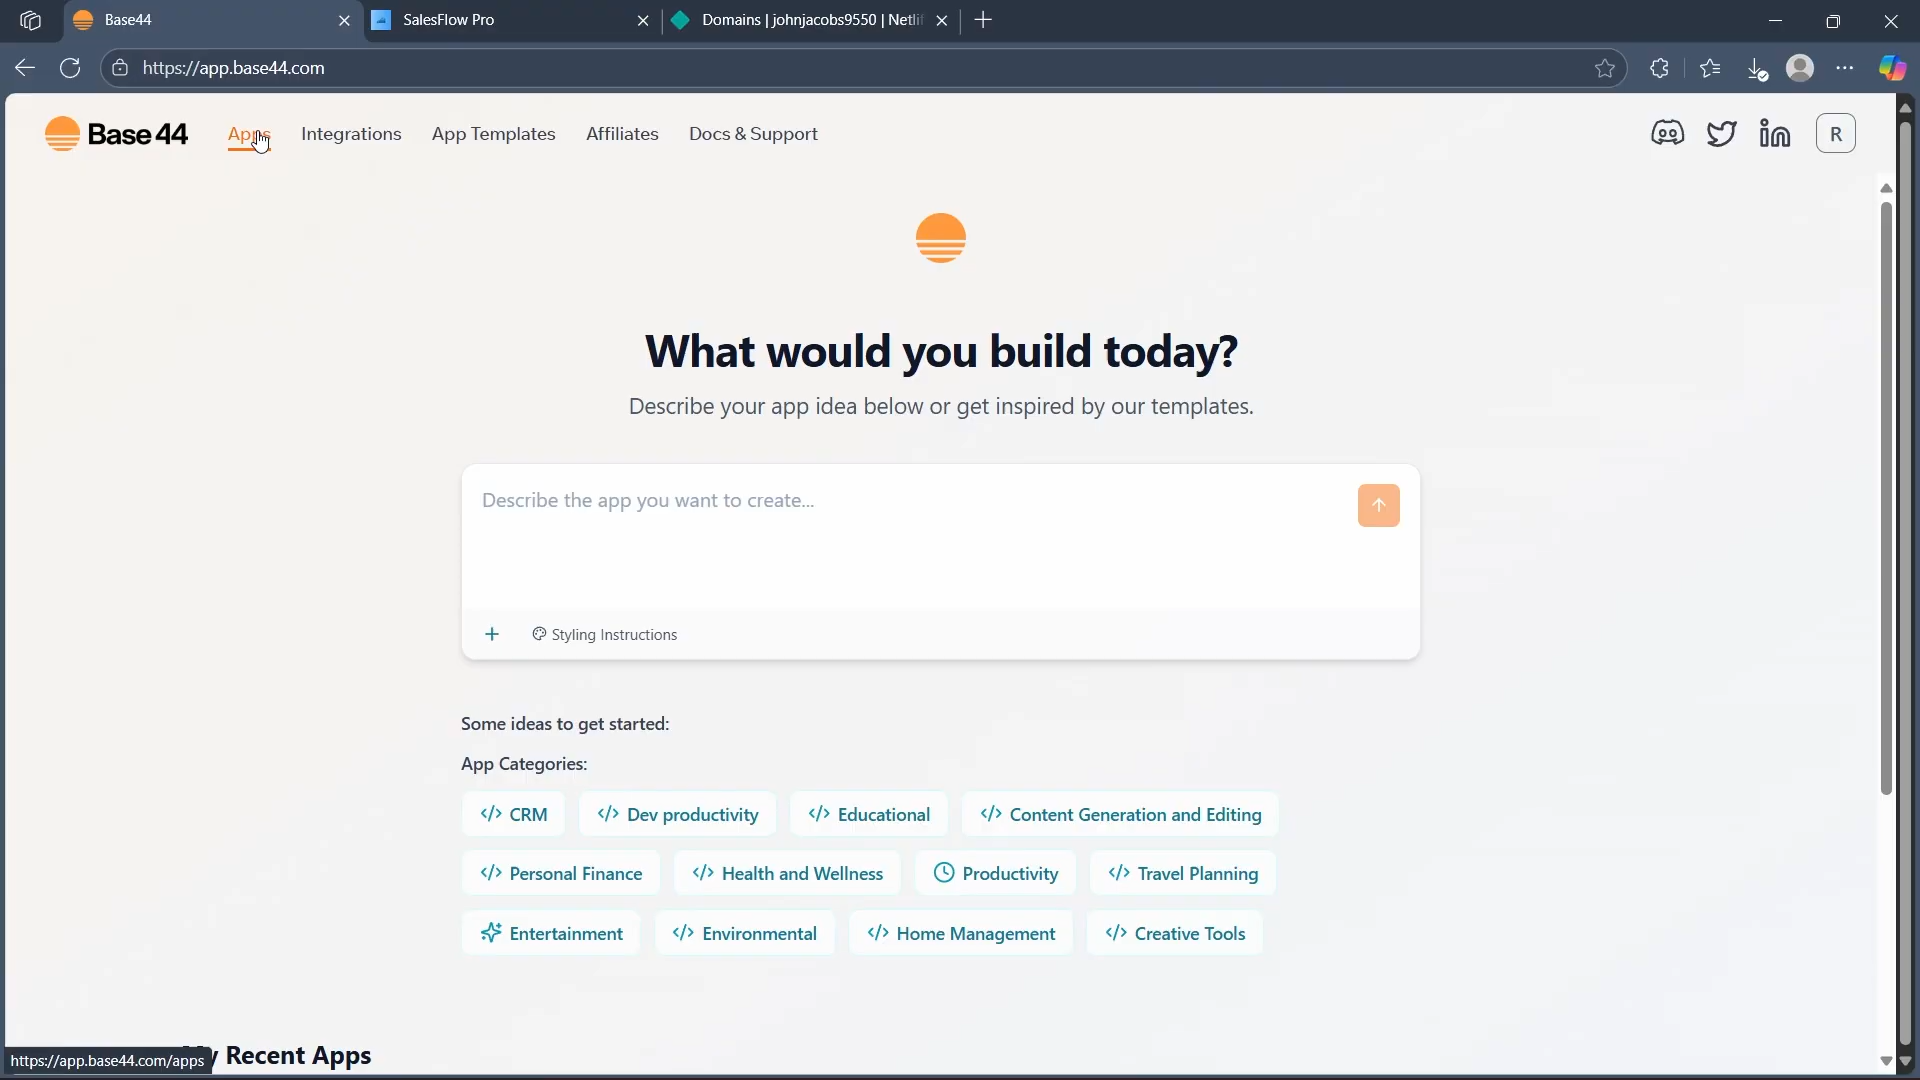 Base44
SalesFlow Pro
Domains | johnjacobs9550 | Netli
https://app.base44.com
Base 44
Apps
Integrations
App Templates
Affiliates
Docs & Support
R
What would you build today?
Describe your app idea below or get inspired by our templates.
Describe the app you want to create...
Styling Instructions
Some ideas to get started:
App Categories:
</> CRM
</> Dev productivity
</> Educational
</> Content Generation and Editing
</> Personal Finance
</> Health and Wellness
Productivity
</> Travel Planning
Entertainment
</> Environmental
</> Home Management
</> Creative Tools
https://app.base44.com/apps
y Recent Apps